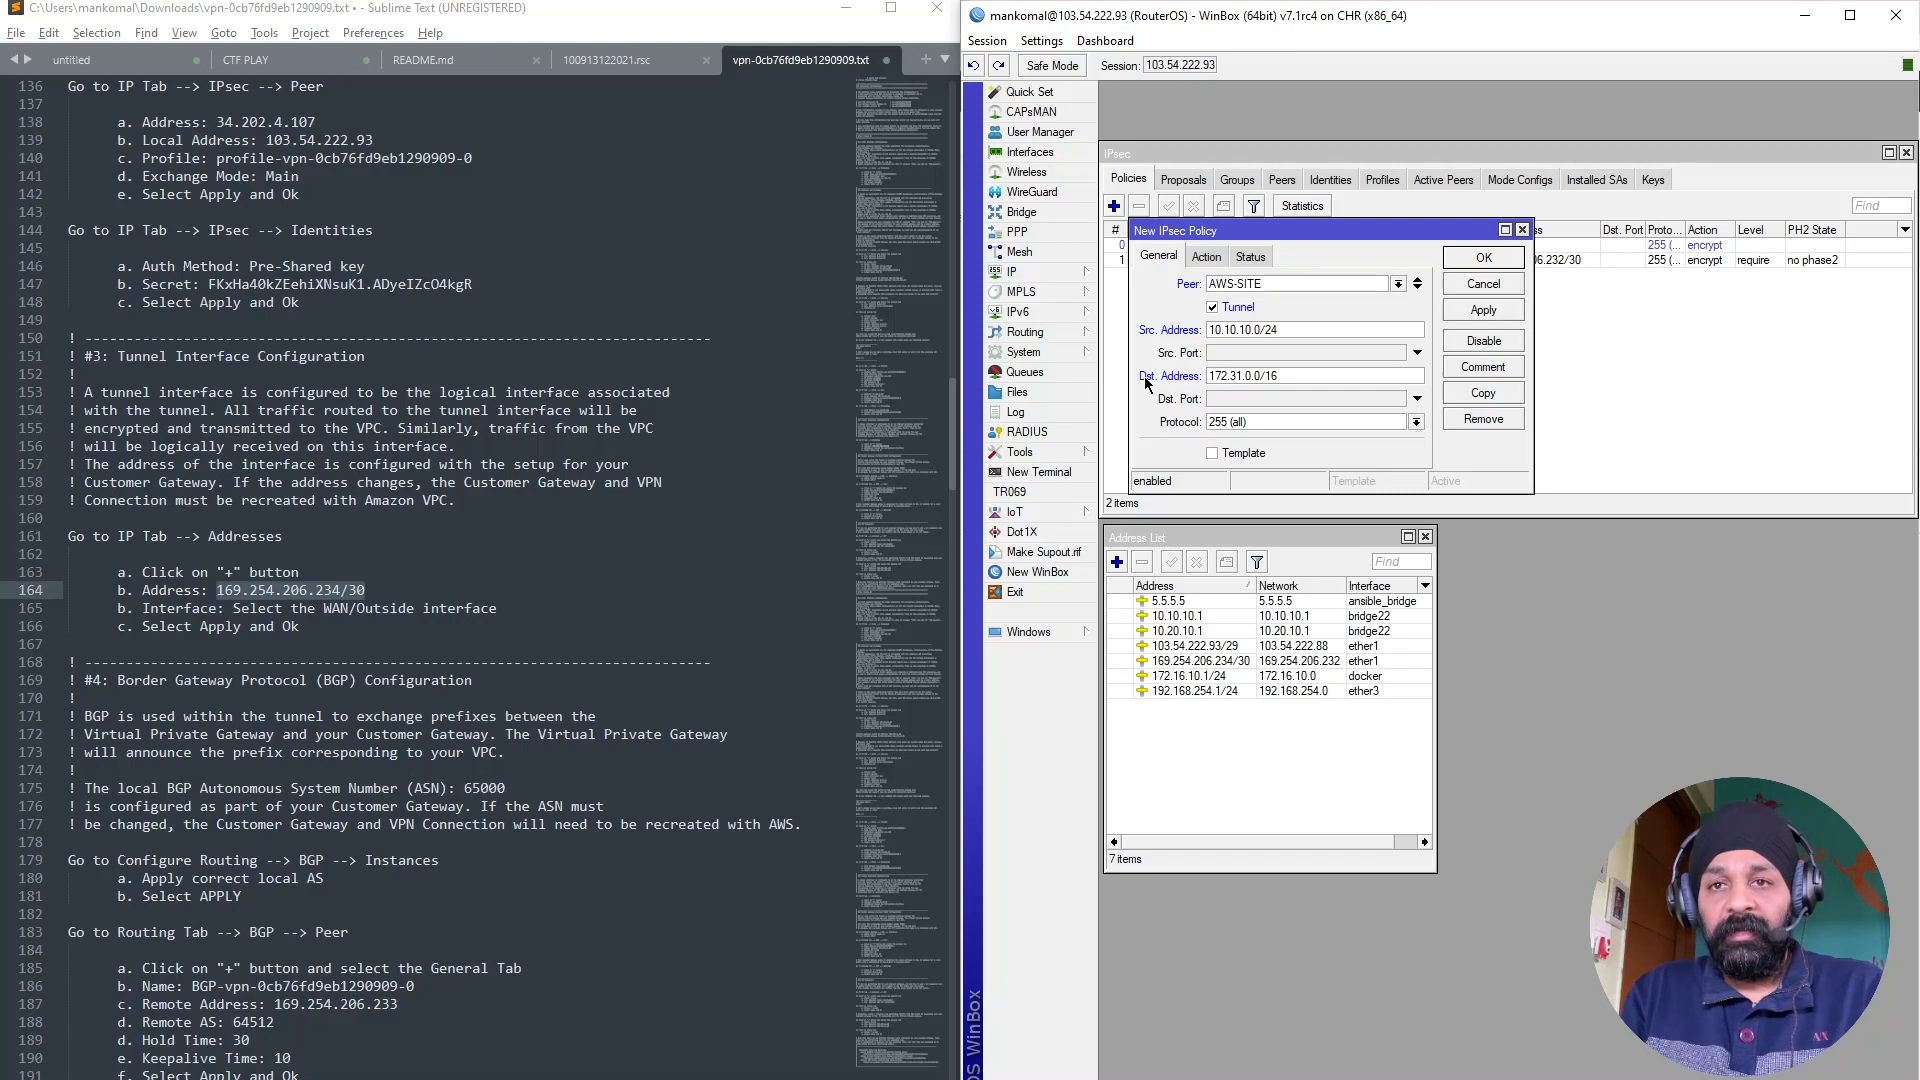 C:\Users\mankomal\Downloads\vpn-0cb76fd9eb1290909.txt • - Sublime Text (UNREGISTERED)
File Edit Selection Find View Goto Tools Project Preferences Help
untitled CTF PLAY README.md 100913122021.rsc vpn-0cb76fd9eb1290909.txt
136 Go to IP Tab --> IPsec --> Peer
137
138 a. Address: 34.202.4.107
139 b. Local Address: 103.54.222.93
140 c. Profile: profile-vpn-0cb76fd9eb1290909-0
141 d. Exchange Mode: Main
142 e. Select Apply and Ok
143
144 Go to IP Tab --> IPsec --> Identities
145
146 a. Auth Method: Pre-Shared key
147 b. Secret: FKxHa40kZEehiXNsuK1.ADyeIZcO4kgR
148 c. Select Apply and Ok
149
150 ! ----------------------------------------------------------------------------
151 ! #3: Tunnel Interface Configuration
152 !
153 ! A tunnel interface is configured to be the logical interface associated
154 ! with the tunnel. All traffic routed to the tunnel interface will be
155 ! encrypted and transmitted to the VPC. Similarly, traffic from the VPC
156 ! will be logically received on this interface.
157 ! The address of the interface is configured with the setup for your
158 ! Customer Gateway. If the address changes, the Customer Gateway and VPN
159 ! Connection must be recreated with Amazon VPC.
160
161 Go to IP Tab --> Addresses
162
163 a. Click on "+" button
164 b. Address: 169.254.206.234/30
165 b. Interface: Select the WAN/Outside interface
166 c. Select Apply and Ok
167
168 ! ----------------------------------------------------------------------------
169 ! #4: Border Gateway Protocol (BGP) Configuration
170 !
171 ! BGP is used within the tunnel to exchange prefixes between the
172 ! Virtual Private Gateway and your Customer Gateway. The Virtual Private Gateway
173 ! will announce the prefix corresponding to your VPC.
174 !
175 ! The local BGP Autonomous System Number (ASN): 65000
176 ! is configured as part of your Customer Gateway. If the ASN must
177 ! be changed, the Customer Gateway and VPN Connection will need to be recreated with AWS.
178
179 Go to Configure Routing --> BGP --> Instances
180 a. Apply correct local AS
181 b. Select APPLY
182
183 Go to Routing Tab --> BGP --> Peer
184
185 a. Click on "+" button and select the General Tab
186 b. Name: BGP-vpn-0cb76fd9eb1290909-0
187 c. Remote Address: 169.254.206.233
188 d. Remote AS: 64512
189 d. Hold Time: 30
190 e. Keepalive Time: 10
191 f. Select Apply and Ok
mankomal@103.54.222.93 (RouterOS) - WinBox (64bit) v7.1rc4 on CHR (x86_64)
Session Settings Dashboard
Safe Mode Session: 103.54.222.93
Quick Set
CAPsMAN
User Manager
Interfaces
Wireless
WireGuard
Bridge
PPP
Mesh
IP
MPLS
IPv6
Routing
System
Queues
Files
Log
RADIUS
Tools
New Terminal
TR069
IoT
Dot1X
Make Supout.rif
New WinBox
Exit
Windows
OS WinBox
IPsec
Policies Proposals Groups Peers Identities Profiles Active Peers Mode Configs Installed SAs Keys
Statistics Find
# ss Dst. Port Proto... Action Level PH2 State
0 255 (... encrypt
1 06.232/30 255 (... encrypt require no phase2
2 items
New IPsec Policy
General Action Status
Peer: AWS-SITE
Tunnel
Src. Address: 10.10.10.0/24
Src. Port:
Dst. Address: 172.31.0.0/16
Dst. Port:
Protocol: 255 (all)
Template
OK
Cancel
Apply
Disable
Comment
Copy
Remove
enabled Template Active
Address List
Find
Address Network Interface
5.5.5.5 5.5.5.5 ansible_bridge
10.10.10.1 10.10.10.1 bridge22
10.20.10.1 10.20.10.1 bridge22
103.54.222.93/29 103.54.222.88 ether1
169.254.206.234/30 169.254.206.232 ether1
172.16.10.1/24 172.16.10.0 docker
192.168.254.1/24 192.168.254.0 ether3
7 items